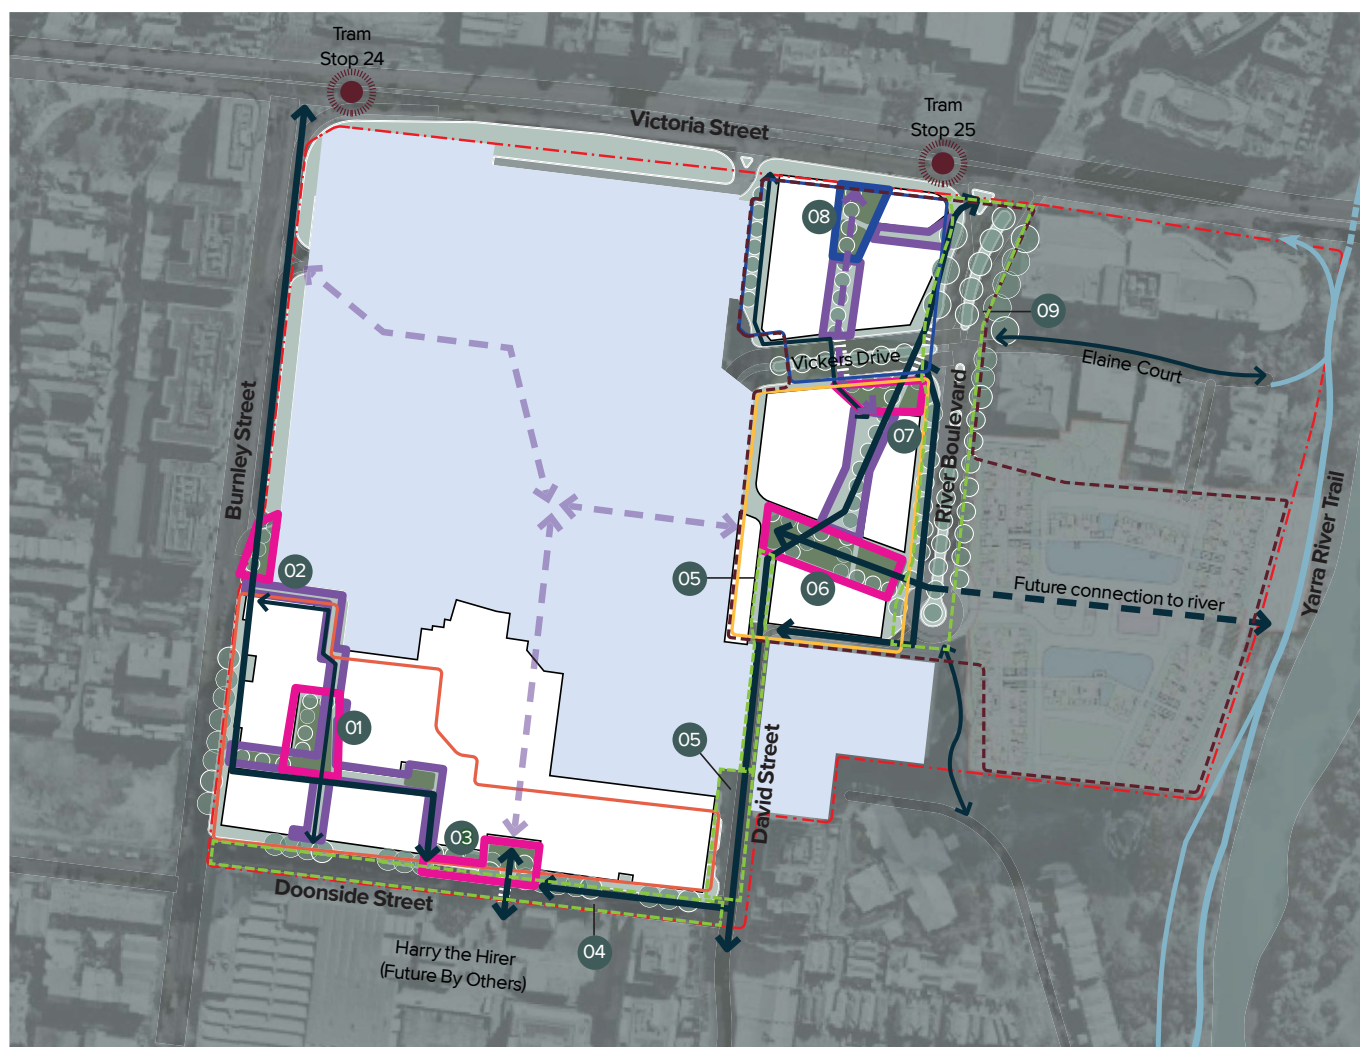 Tram
Stop 24
Victoria Street
Tram
Stop 25
08
09
Vickers Drive
Elaine Court
Burnley Street
07
River Boulevard
02
05
06
Future connection to river
Yarra River Trail
01
05
David Street
03
Doonside Street
04
Harry the Hirer
(Future By Others)